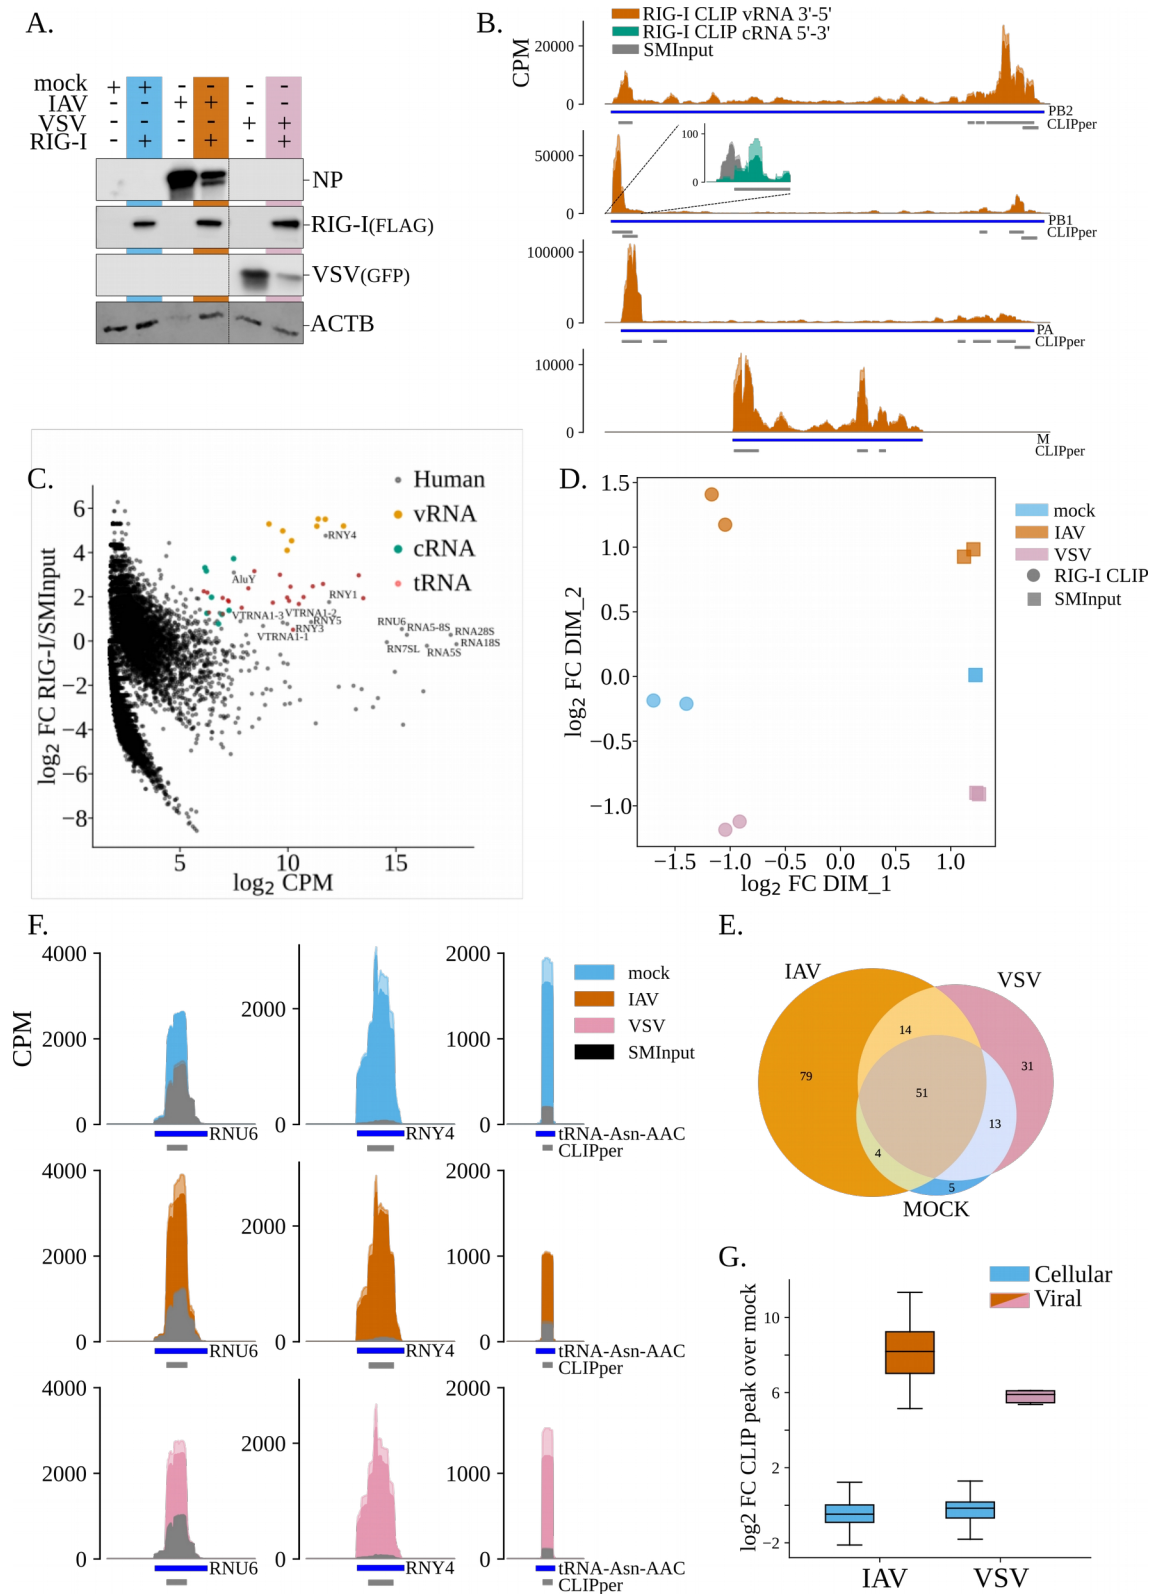 A.
mock + + - - - -
IAV - - + + - -
VSV - - - - + +
RIG-I - + - + - +
NP
RIG-I(FLAG)
VSV(GFP)
ACTB
B.
RIG-I CLIP vRNA 3'-5'
RIG-I CLIP cRNA 5'-3'
SMInput
CPM
20000
0
PB2
CLIPper
50000
0
100
0
PB1
CLIPper
100000
0
PA
CLIPper
10000
0
M
CLIPper
C.
Human
vRNA
cRNA
tRNA
log₂ FC RIG-I/SMInput
6
4
2
0
−2
−4
−6
−8
RNY4
AluY
RNY1
VTRNA1-3
VTRNA1-2
RNY5
RNY3
VTRNA1-1
RNU6
RNA5-8S
RNA28S
RNA18S
RN7SL
RNA5S
5 10 15
log₂ CPM
D.
log₂ FC DIM_2
1.5
1.0
0.5
0.0
−0.5
−1.0
−1.5 −1.0 −0.5 0.0 0.5 1.0
log₂ FC DIM_1
mock
IAV
VSV
RIG-I CLIP
SMInput
E.
IAV
VSV
14
79
31
51
13
4
5
MOCK
F.
CPM
4000
2000
0
RNU6
2000
0
RNY4
2000
1000
0
tRNA-Asn-AAC
CLIPper
mock
IAV
VSV
SMInput
4000
2000
0
RNU6
2000
0
RNY4
2000
1000
0
tRNA-Asn-AAC
CLIPper
4000
2000
0
RNU6
2000
0
RNY4
2000
1000
0
tRNA-Asn-AAC
CLIPper
G.
Cellular
Viral
log2 FC CLIP peak over mock
10
6
2
−2
IAV VSV